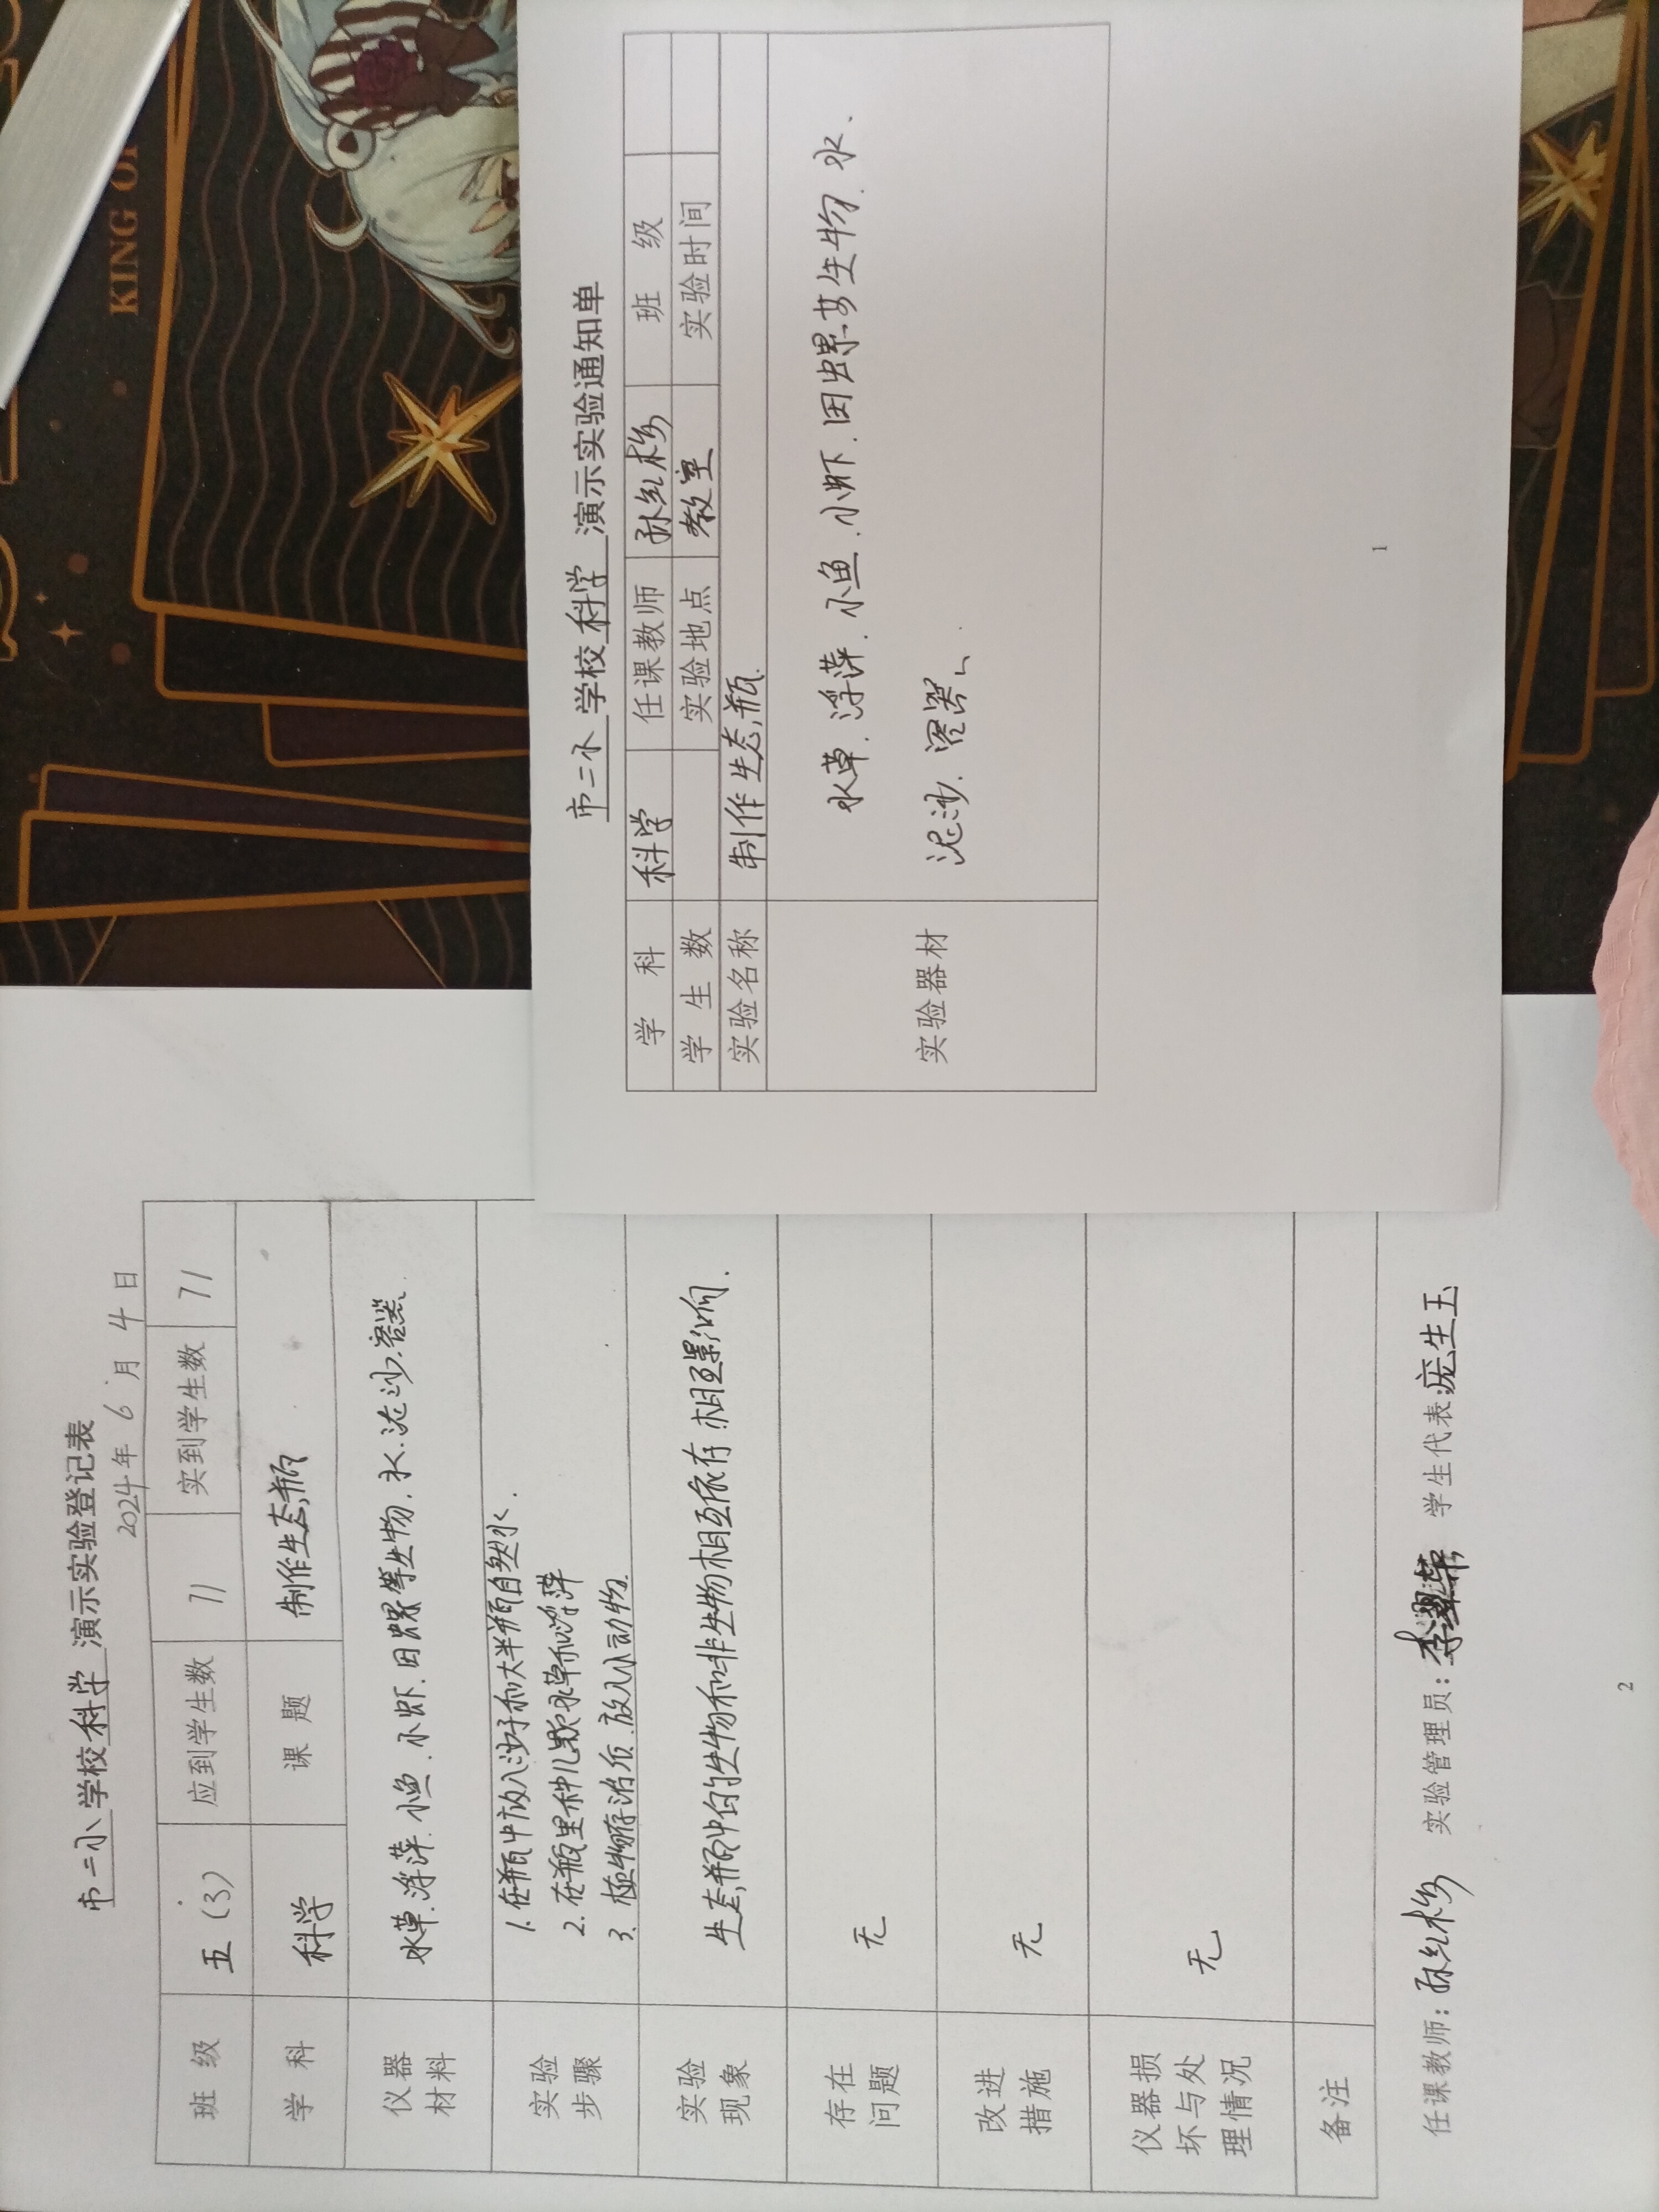 市二小学校科学演示实验登记表
2024年6月4日
班 级 五(3) 应到学生数 71 实到学生数 71
学 科 科学 课 题 制作生态瓶
仪器材料 水草.浮萍.小鱼.小虾.田螺等生物.水.泥沙.容器.
实验步骤 1.在瓶中放入沙子和大半瓶自然水.
2.在瓶里种几颗水草和浮萍
3.植物存活后.放入小动物.
实验现象 生态瓶中的生物和非生物相互依存 相互影响.
存在问题 无
改进措施 无
仪器损坏与处理情况 无
备注
任课教师:孙红梅 实验管理员: 学生代表:庞生玉
2
市二小学校科学演示实验通知单
学 科 科学 任课教师 孙红梅 班 级
学 生 数 实验地点 教室 实验时间
实验名称 制作生态瓶.
实验器材 水草.浮萍.小鱼.小虾.田螺等生物.水.
泥沙.容器
1
KING OF